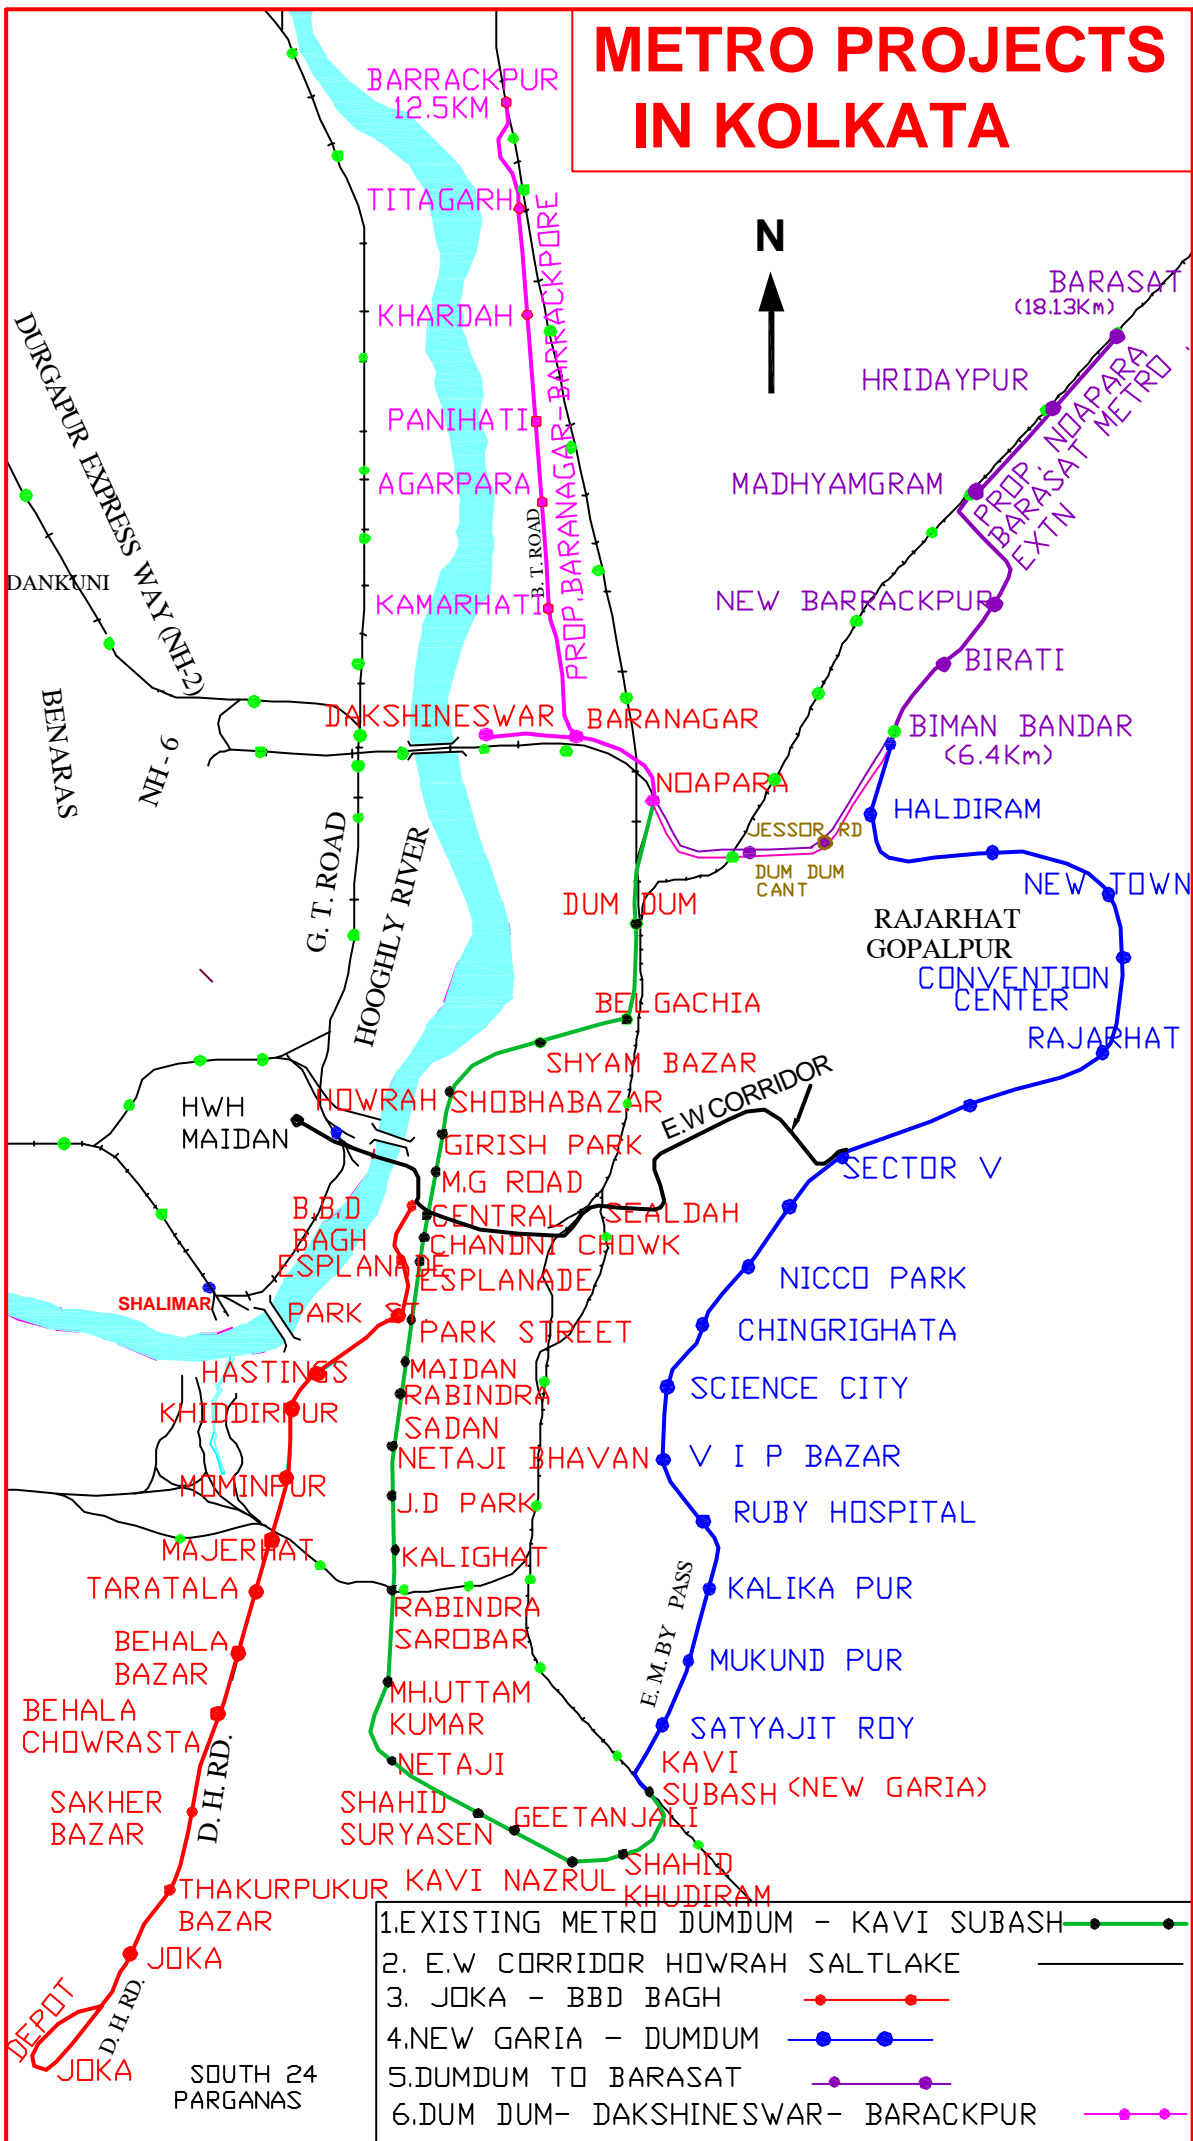 METRO PROJECTS
IN KOLKATA
BARRACKPUR
12.5KM
TITAGARH
KHARDAH
PANIHATI
AGARPARA
KAMARHATI
B. T. ROAD
PROP.BARANAGAR-BARRACKPORE
N
BARASAT
(18.13Km)
HRIDAYPUR
MADHYAMGRAM
PROP. NOAPARA
BARASAT METRO
EXTN
NEW BARRACKPUR
BIRATI
BIMAN BANDAR
(6.4Km)
DURGAPUR EXPRESS WAY (NH-2)
DANKUNI
BENARAS
NH-6
DAKSHINESWAR
BARANAGAR
NOAPARA
HALDIRAM
JESSOR RD
DUM DUM
CANT
NEW TOWN
RAJARHAT
GOPALPUR
CONVENTION
CENTER
RAJARHAT
G. T. ROAD
HOOGHLY RIVER
DUM DUM
BELGACHIA
SHYAM BAZAR
HOWRAH
SHOBHABAZAR
E.W CORRIDOR
HWH
MAIDAN
GIRISH PARK
M.G ROAD
SECTOR V
B.B.D
BAGH
CENTRAL
SEALDAH
CHANDNI CHOWK
ESPLANADE
ESPLANADE
NICCO PARK
SHALIMAR
PARK ST.
PARK STREET
CHINGRIGHATA
HASTINGS
MAIDAN
SCIENCE CITY
KHIDDIRPUR
RABINDRA
SADAN
NETAJI BHAVAN
V I P BAZAR
MOMINPUR
J.D PARK
RUBY HOSPITAL
MAJERHAT
KALIGHAT
TARATALA
KALIKA PUR
RABINDRA
SAROBAR
E. M. BY PASS
BEHALA
BAZAR
MUKUND PUR
MH.UTTAM
KUMAR
BEHALA
CHOWRASTA
SATYAJIT ROY
NETAJI
KAVI
SUBASH (NEW GARIA)
D. H. RD.
SAKHER
BAZAR
SHAHID
SURYASEN
GEETANJALI
KAVI NAZRUL
SHAHID
KHUDIRAM
THAKURPUKUR
BAZAR
JOKA
D. H. RD.
DEPOT
JOKA
SOUTH 24
PARGANAS
1.EXISTING METRO DUMDUM - KAVI SUBASH
2. E.W CORRIDOR HOWRAH SALTLAKE
3. JOKA - BBD BAGH
4.NEW GARIA - DUMDUM
5.DUMDUM TO BARASAT
6.DUM DUM- DAKSHINESWAR- BARACKPUR